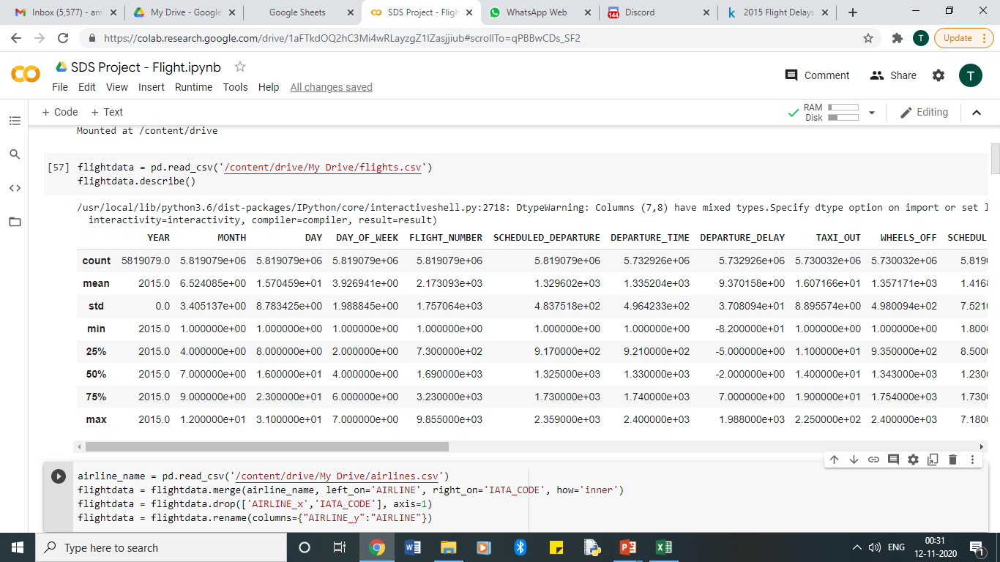 Inbox (5,577) - am
My Drive - Google
Google Sheets
SDS Project - Fligh
WhatsApp Web
144
Discord
2015 Flight Delays
https://colab.research.google.com/drive/1aFTkdOQ2hC3Mi4wRLayzgZ1IZasjjiub#scrollTo=qPBBwCDs_SF2
T
Update
SDS Project - Flight.ipynb
Comment
Share
T
File Edit View Insert Runtime Tools Help All changes saved
+ Code + Text
RAM
Disk
Editing
Mounted at /content/drive
[57] flightdata = pd.read_csv('/content/drive/My Drive/flights.csv')
flightdata.describe()
/usr/local/lib/python3.6/dist-packages/IPython/core/interactiveshell.py:2718: DtypeWarning: Columns (7,8) have mixed types.Specify dtype option on import or set l
interactivity=interactivity, compiler=compiler, result=result)
YEAR MONTH DAY DAY_OF_WEEK FLIGHT_NUMBER SCHEDULED_DEPARTURE DEPARTURE_TIME DEPARTURE_DELAY TAXI_OUT WHEELS_OFF SCHEDUL
count 5819079.0 5.819079e+06 5.819079e+06 5.819079e+06 5.819079e+06 5.819079e+06 5.732926e+06 5.732926e+06 5.730032e+06 5.730032e+06 5.819
mean 2015.0 6.524085e+00 1.570459e+01 3.926941e+00 2.173093e+03 1.329602e+03 1.335204e+03 9.370158e+00 1.607166e+01 1.357171e+03 1.416
std 0.0 3.405137e+00 8.783425e+00 1.988845e+00 1.757064e+03 4.837518e+02 4.964233e+02 3.708094e+01 8.895574e+00 4.980094e+02 7.521
min 2015.0 1.000000e+00 1.000000e+00 1.000000e+00 1.000000e+00 1.000000e+00 1.000000e+00 -8.200000e+01 1.000000e+00 1.000000e+00 1.800
25% 2015.0 4.000000e+00 8.000000e+00 2.000000e+00 7.300000e+02 9.170000e+02 9.210000e+02 -5.000000e+00 1.100000e+01 9.350000e+02 8.500
50% 2015.0 7.000000e+00 1.600000e+01 4.000000e+00 1.690000e+03 1.325000e+03 1.330000e+03 -2.000000e+00 1.400000e+01 1.343000e+03 1.230
75% 2015.0 9.000000e+00 2.300000e+01 6.000000e+00 3.230000e+03 1.730000e+03 1.740000e+03 7.000000e+00 1.900000e+01 1.754000e+03 1.730
max 2015.0 1.200000e+01 3.100000e+01 7.000000e+00 9.855000e+03 2.359000e+03 2.400000e+03 1.988000e+03 2.250000e+02 2.400000e+03 7.180
airline_name = pd.read_csv('/content/drive/My Drive/airlines.csv')
flightdata = flightdata.merge(airline_name, left_on='AIRLINE', right_on='IATA_CODE', how='inner')
flightdata = flightdata.drop(['AIRLINE_x','IATA_CODE'], axis=1)
flightdata = flightdata.rename(columns={"AIRLINE_y":"AIRLINE"})
Type here to search
ENG
00:31
12-11-2020
1